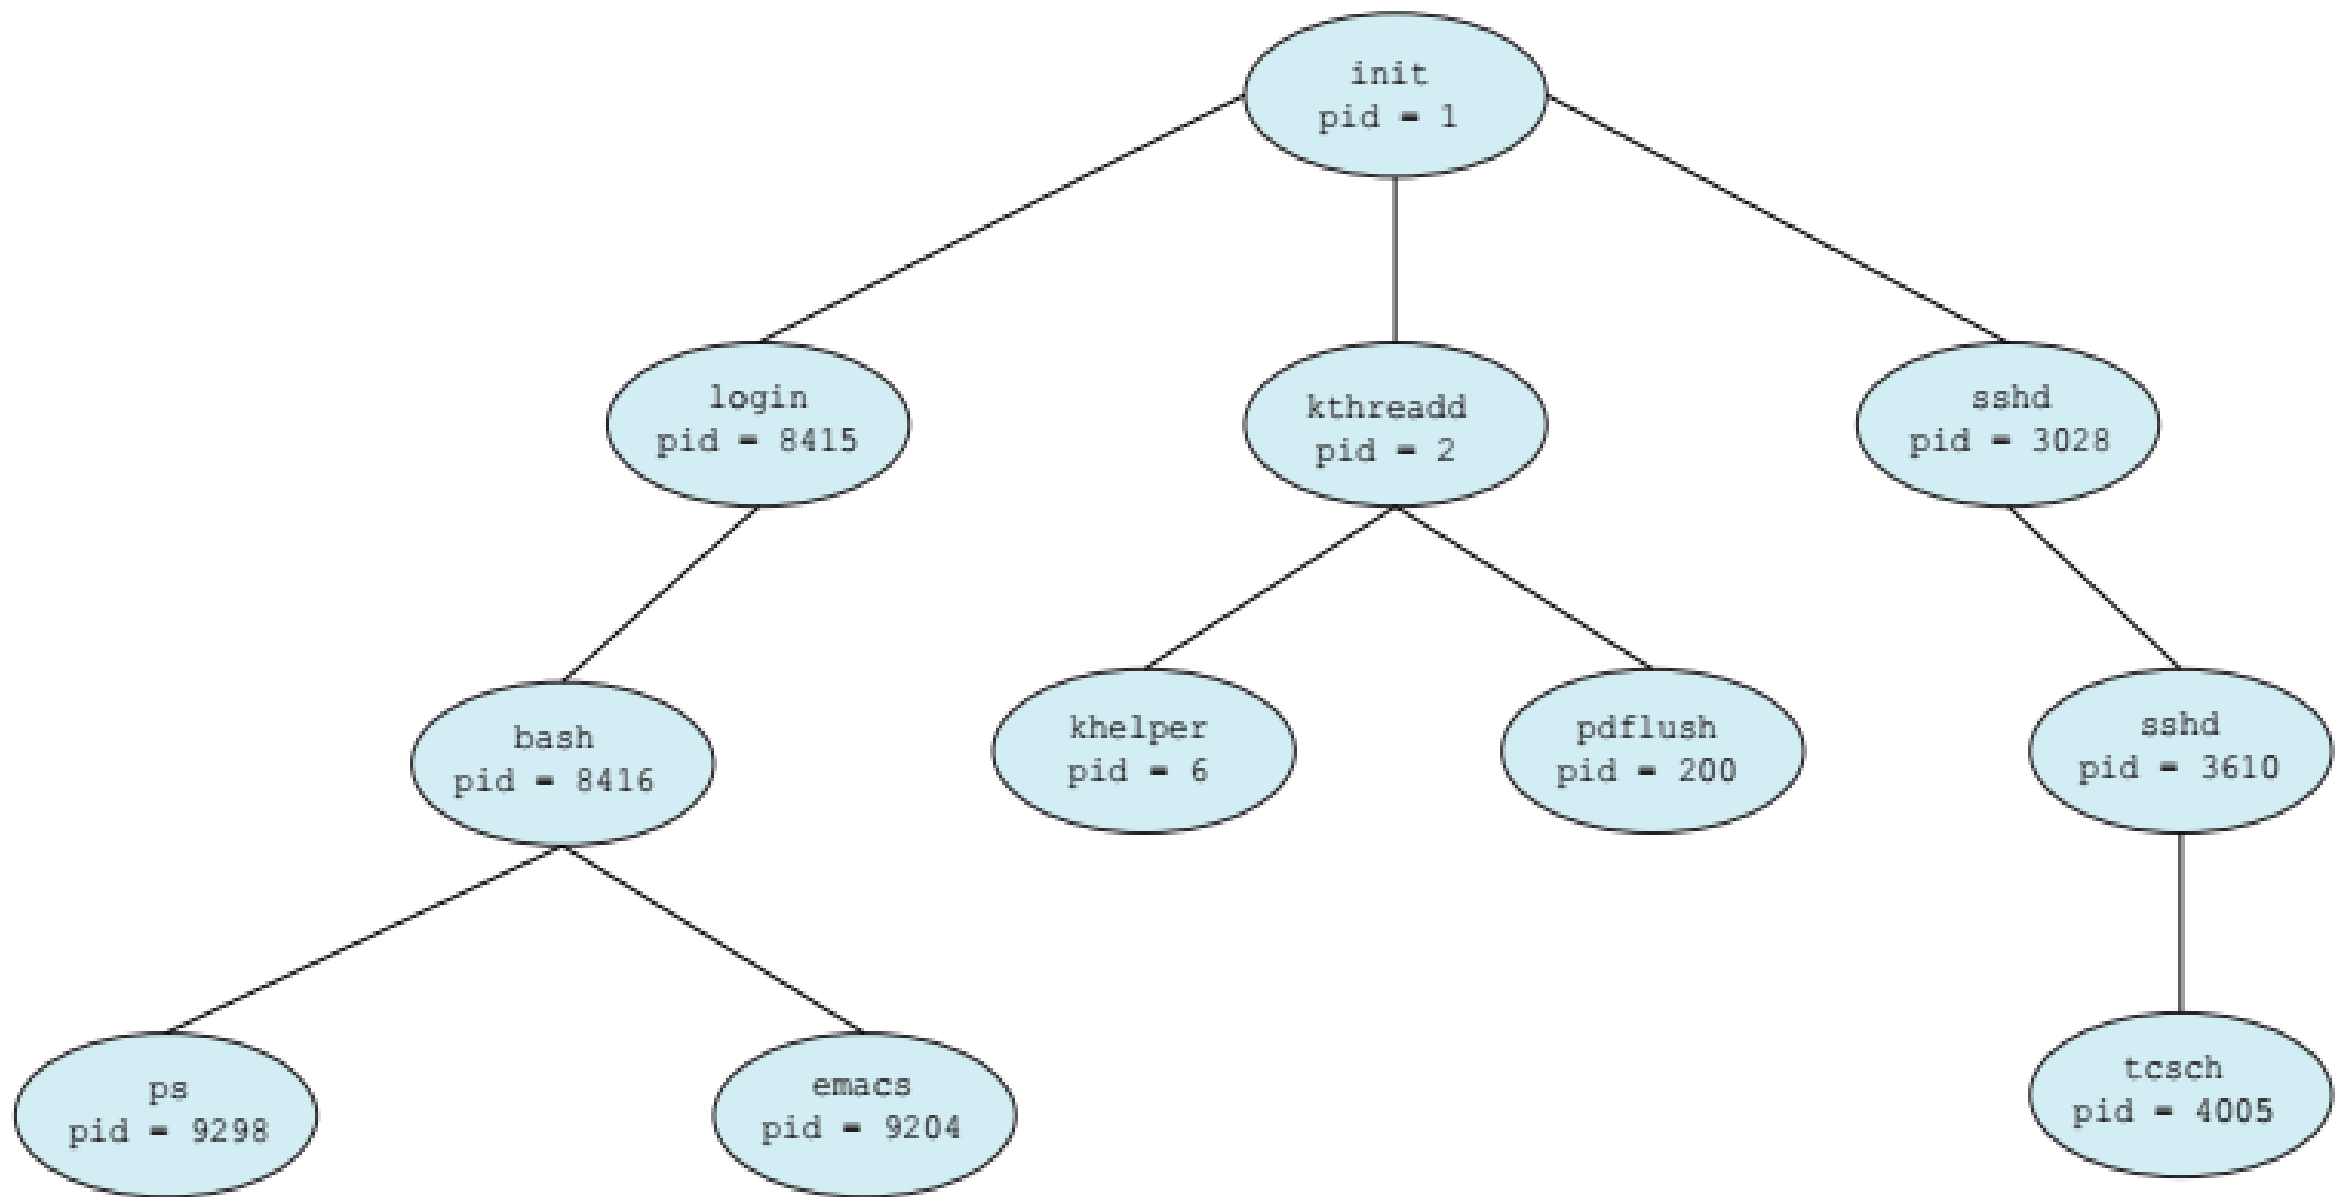 init
pid = 1
login
pid = 8415
kthreadd
pid = 2
sshd
pid = 3028
bash
pid = 8416
khelper
pid = 6
pdflush
pid = 200
sshd
pid = 3610
ps
pid = 9298
emacs
pid = 9204
tcsch
pid = 4005